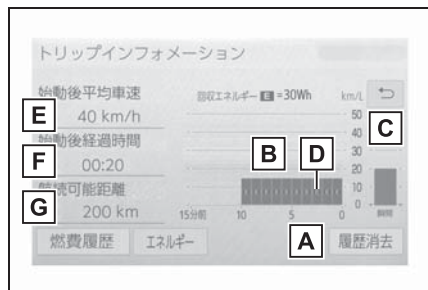 トリップインフォメーション
始動後平均車速
回収エネルギー E =30Wh
km/L
E
40 km/h
50
C
始動後経過時間
40
F
B
D
30
00:20
20
航続可能距離
10
G
200 km
15分前
10
5
0
0
瞬間
A
燃費履歴
エネルギー
履歴消去